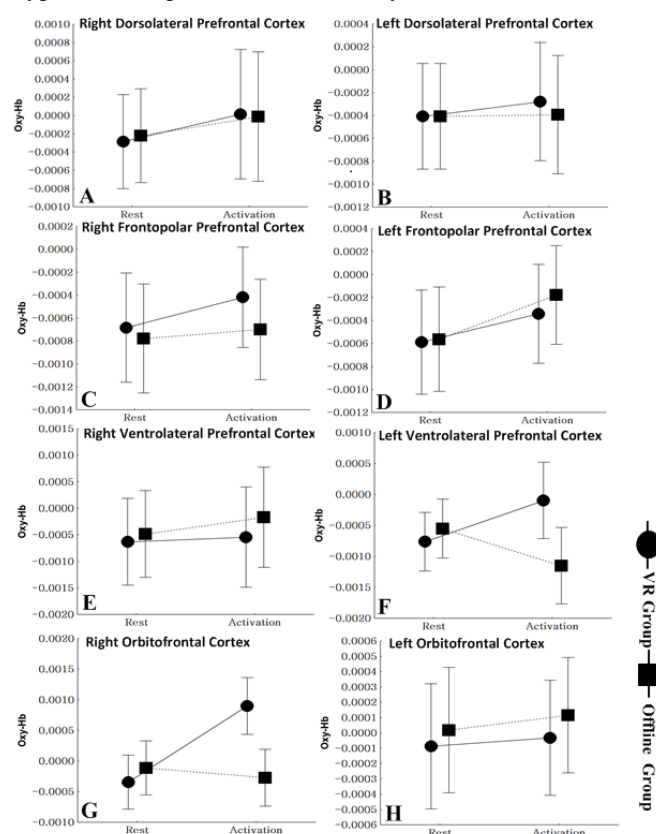 Right Dorsolateral Prefrontal Cortex
Oxy-Hb
0.0010
0.0008
0.0006
0.0004
0.0002
0.0000
−0.0002
−0.0004
−0.0006
−0.0008
−0.0010
A
Rest Activation
Left Dorsolateral Prefrontal Cortex
Oxy-Hb
0.0004
0.0002
0.0000
−0.0002
−0.0004
−0.0006
−0.0008
−0.0010
−0.0012
B
Rest Activation
Right Frontopolar Prefrontal Cortex
Oxy-Hb
0.0002
0.0000
−0.0002
−0.0004
−0.0006
−0.0008
−0.0010
−0.0012
−0.0014
C
Rest Activation
Left Frontopolar Prefrontal Cortex
Oxy-Hb
0.0004
0.0002
0.0000
−0.0002
−0.0004
−0.0006
−0.0008
−0.0010
−0.0012
D
Rest Activation
Right Ventrolateral Prefrontal Cortex
Oxy-Hb
0.0015
0.0010
0.0005
0.0000
−0.0005
−0.0010
−0.0015
−0.0020
E
Rest Activation
Left Ventrolateral Prefrontal Cortex
Oxy-Hb
0.0010
0.0005
0.0000
−0.0005
−0.0010
−0.0015
−0.0020
F
Rest Activation
Right Orbitofrontal Cortex
Oxy-Hb
0.0020
0.0015
0.0010
0.0005
−0.0000
−0.0005
−0.0010
G
Rest Activation
Left Orbitofrontal Cortex
Oxy-Hb
0.0006
0.0005
0.0004
0.0003
0.0002
0.0001
0.0000
−0.0001
−0.0002
−0.0003
−0.0004
−0.0005
−0.0006
H
Rest Activation
VR Group
Offline Group